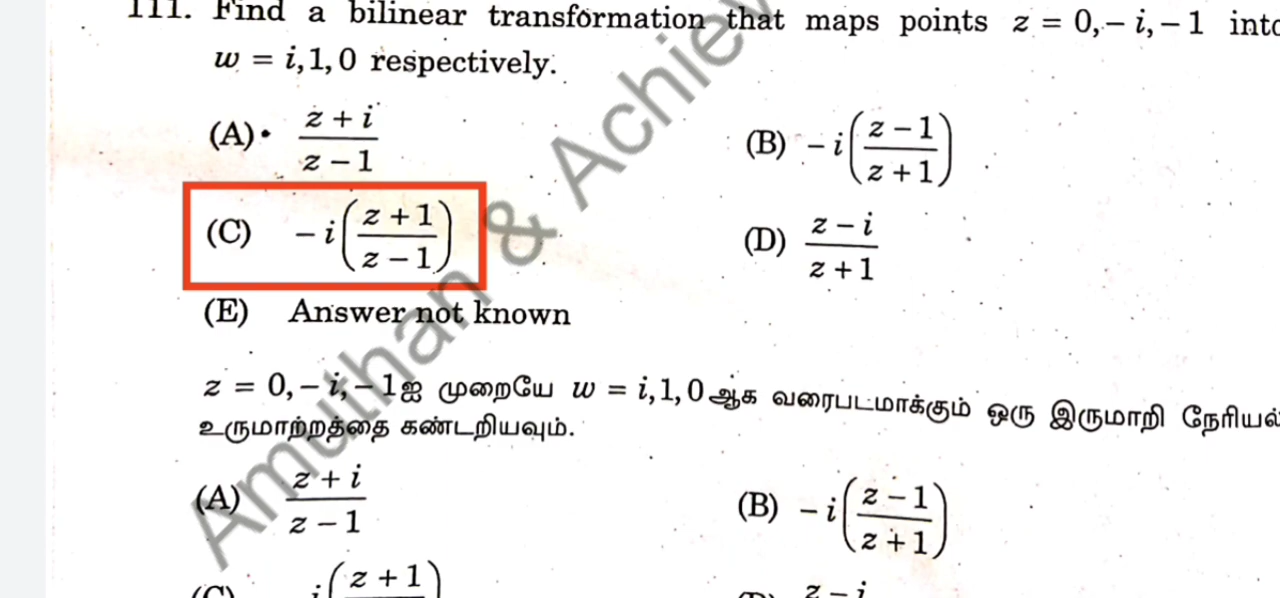 111. Find a bilinear transformation that maps points z = 0, – i, – 1 into
w = i, 1, 0 respectively.
(A) • (z + i)/(z – 1) (B) – i((z – 1)/(z + 1))
(C) – i((z + 1)/(z – 1)) (D) (z – i)/(z + 1)
(E) Answer not known
z = 0, – i, – 1ஐ முறையே w = i, 1, 0 ஆக வரைபடமாக்கும் ஒரு இருமாறி நேரியல்
உருமாற்றத்தை கண்டறியவும்.
(A) (z + i)/(z – 1) (B) – i((z – 1)/(z + 1))
(C) z + 1 z – i
Amuthan & Achiev